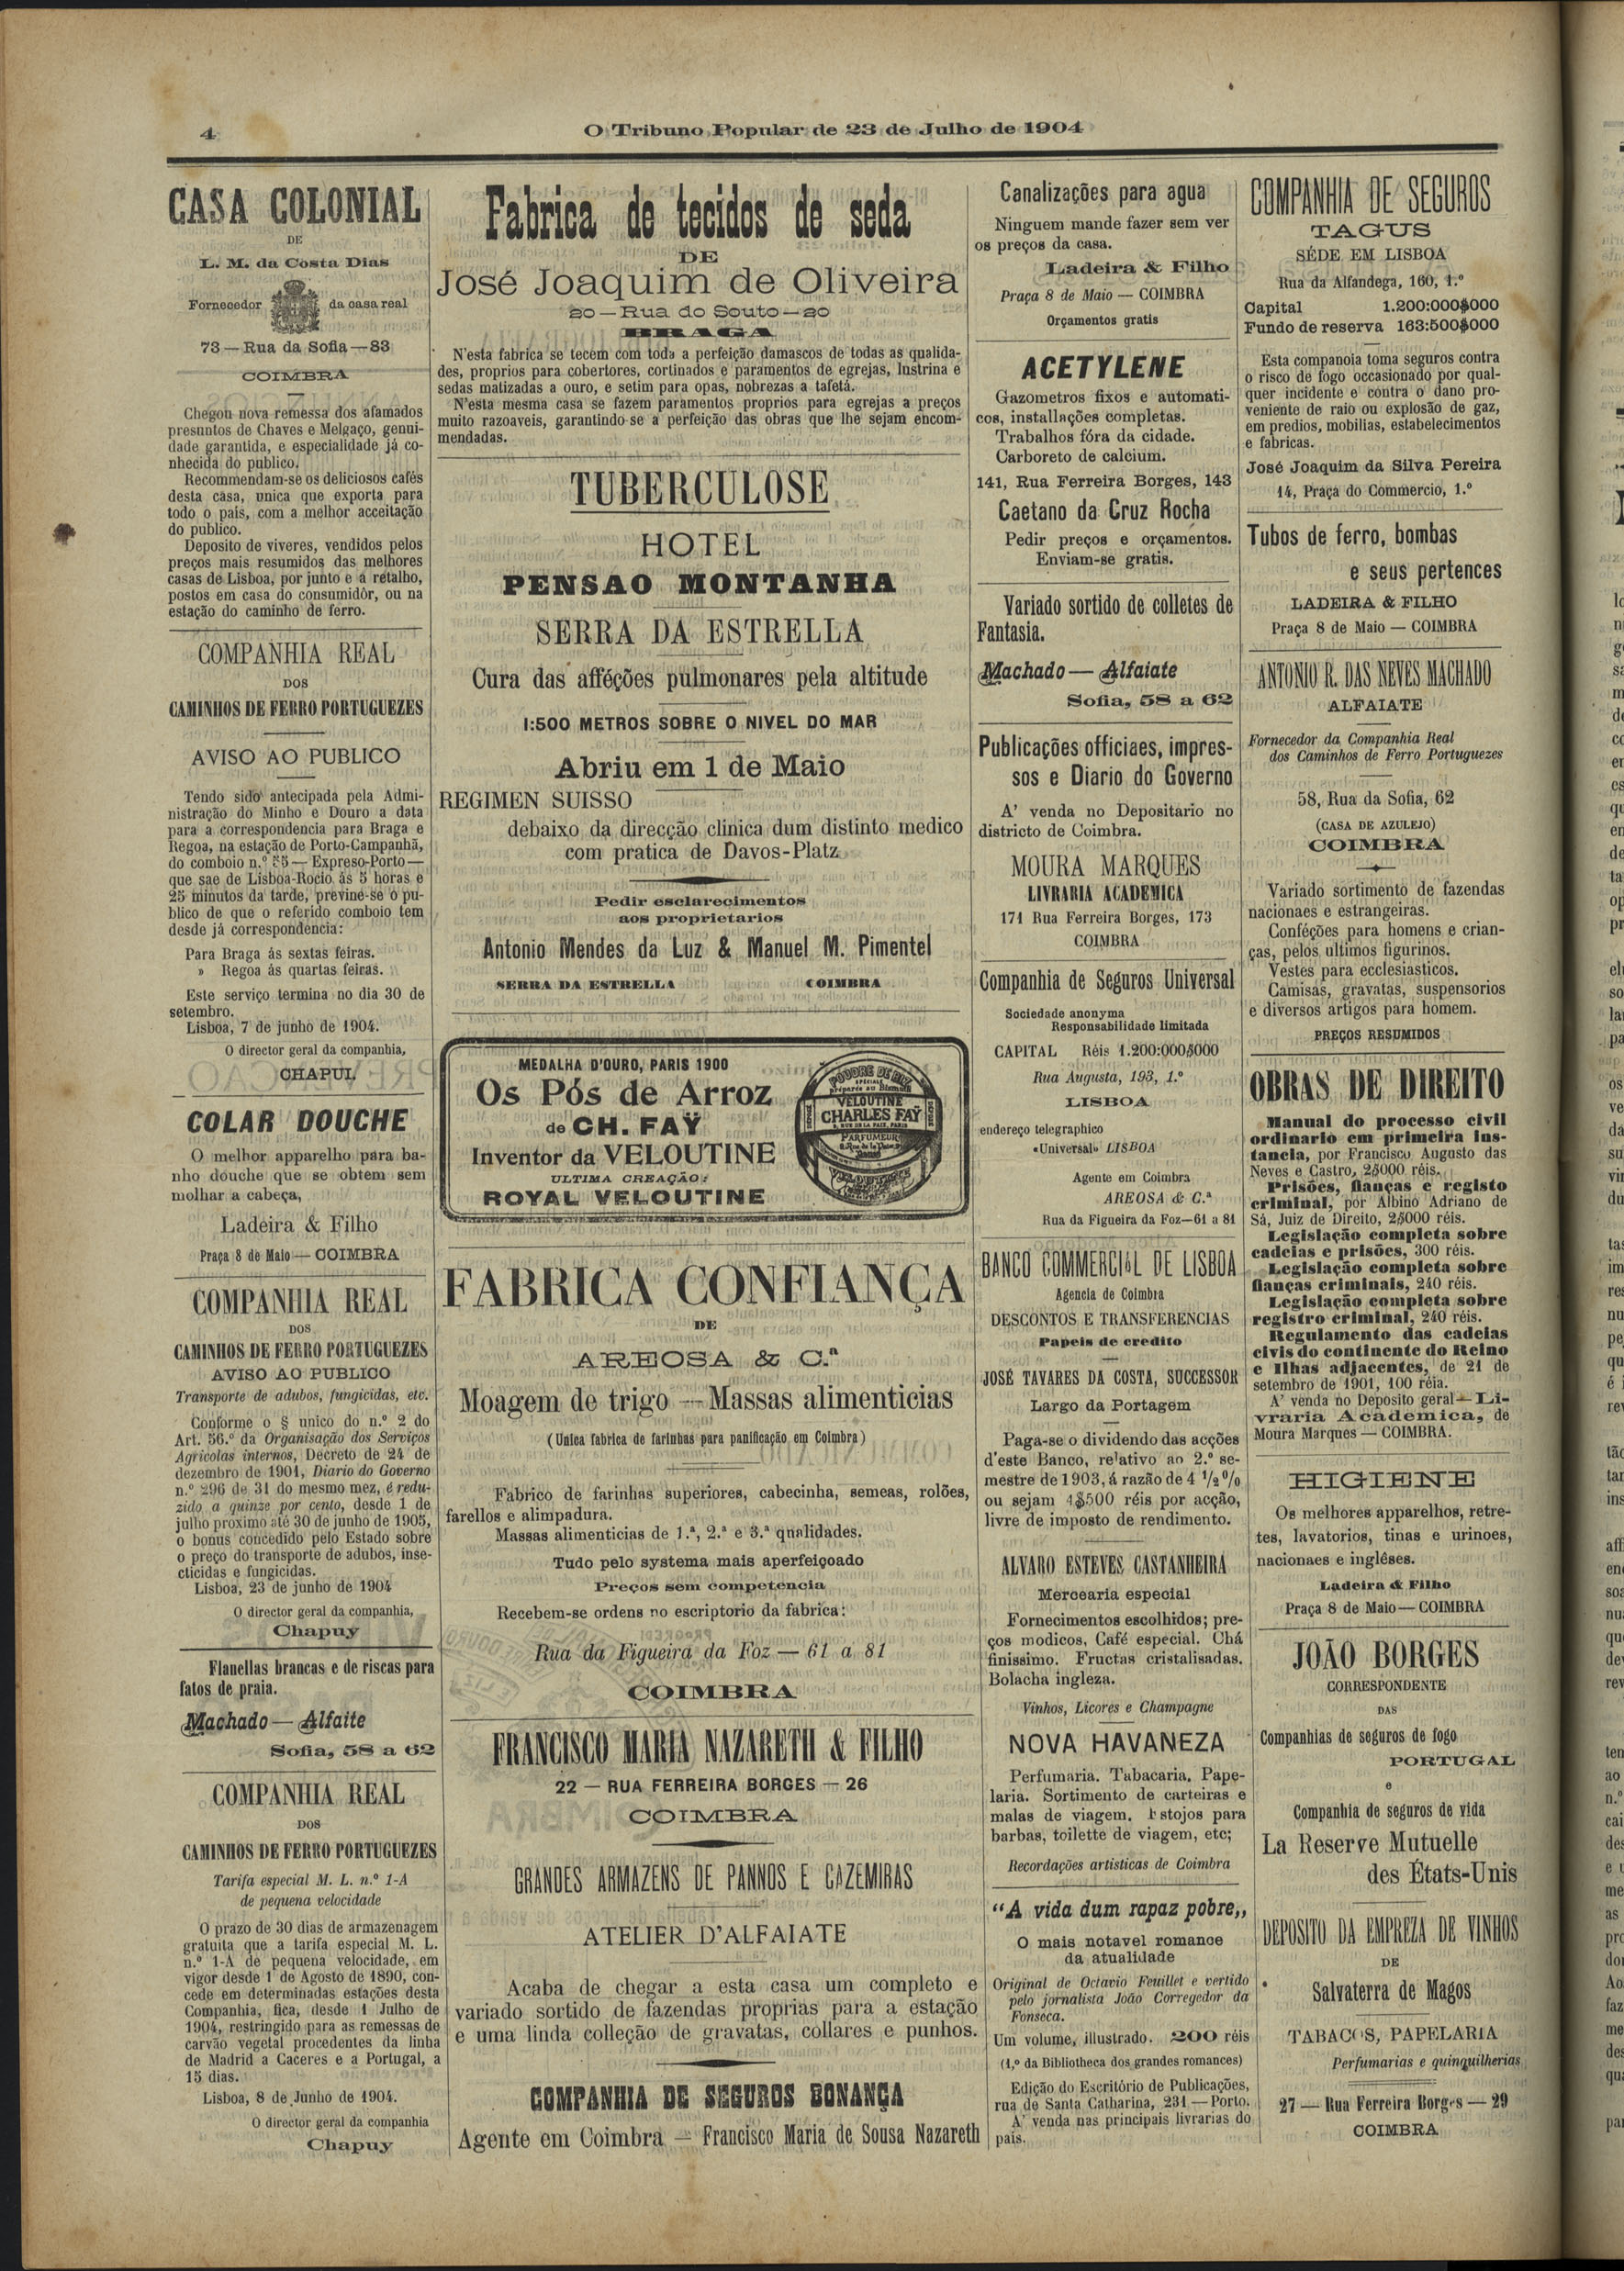 4
O Tribuno Popular de 23 de Julho de 1904
CASA COLONIAL
DE
L. M. da Costa Dias
Fornecedor da casa real
73 — Rua da Sofia — 83
COIMBRA
Chegou nova remessa dos afamados
presuntos de Chaves e Melgaço, genui-
dade garantida, e especialidade já co-
nhecida do publico.
Recommendam-se os deliciosos cafés
desta casa, unica que exporta para
todo o pais, com a melhor acceitação
do publico.
Deposito de viveres, vendidos pelos
preços mais resumidos das melhores
casas de Lisboa, por junto e a retalho,
postos em casa do consumidôr, ou na
estação do caminho de ferro.
COMPANHIA REAL
DOS
CAMINHOS DE FERRO PORTUGUEZES
AVISO AO PUBLICO
Tendo sido antecipada pela Admi-
nistração do Minho e Douro a data
para a correspondencia para Braga e
Regoa, na estação de Porto-Campanhã,
do comboio n.º 55 — Expreso-Porto —
que sae de Lisboa-Rocio ás 5 horas e
25 minutos da tarde, previne-se o pu-
blico de que o referido comboio tem
desde já correspondencia:
Para Braga ás sextas feiras.
» Regoa ás quartas feiras.
Este serviço termina no dia 30 de
setembro.
Lisboa, 7 de junho de 1904.
O director geral da companhia,
CHAPUI.
COLAR DOUCHE
O melhor apparelho para ba-
nho douche que se obtem sem
molhar a cabeça,
Ladeira & Filho
Praça 8 de Maio — COIMBRA
COMPANHIA REAL
DOS
CAMINHOS DE FERRO PORTUGUEZES
AVISO AO PUBLICO
Transporte de adubos, fungicidas, etc.
Conforme o § unico do n.º 2 do
Art. 56.º da Organisação dos Serviços
Agricolas internos, Decreto de 24 de
dezembro de 1901, Diario do Governo
n.º 296 de 31 do mesmo mez, é redu-
zido a quinze por cento, desde 1 de
julho proximo até 30 de junho de 1905,
o bonus concedido pelo Estado sobre
o preço do transporte de adubos, inse-
cticidas e fungicidas.
Lisboa, 23 de junho de 1904
O director geral da companhia,
Chapuy
Flanellas brancas e de riscas para
fatos de praia.
Machado — Alfaite
Sofia, 58 a 62
COMPANHIA REAL
DOS
CAMINHOS DE FERRO PORTUGUEZES
Tarifa especial M. L. n.º 1-A
de pequena velocidade
O prazo de 30 dias de armazenagem
gratuita que a tarifa especial M. L.
n.º 1-A de pequena velocidade, em
vigor desde 1 de Agosto de 1890, con-
cede em determinadas estações desta
Companhia, fica, desde 1 Julho de
1904, restringido para as remessas de
carvão vegetal procedentes da linha
de Madrid a Caceres e a Portugal, a
15 dias.
Lisboa, 8 de Junho de 1904.
O director geral da companhia
Chapuy
Fabrica de tecidos de seda
DE
José Joaquim de Oliveira
20 — Rua do Souto — 20
BRAGA
N'esta fabrica se tecem com toda a perfeição damascos de todas as qualida-
des, proprios para cobertores, cortinados e paramentos de egrejas, lustrina e
sedas matizadas a ouro, e setim para opas, nobrezas a tafetá.
N'esta mesma casa se fazem paramentos proprios para egrejas a preços
muito razoaveis, garantindo-se a perfeição das obras que lhe sejam encom-
mendadas.
TUBERCULOSE
HOTEL
PENSAO MONTANHA
SERRA DA ESTRELLA
Cura das afféções pulmonares pela altitude
1:500 METROS SOBRE O NIVEL DO MAR
Abriu em 1 de Maio
REGIMEN SUISSO
debaixo da direcção clinica dum distinto medico
com pratica de Davos-Platz
Pedir esclarecimentos
aos proprietarios
Antonio Mendes da Luz & Manuel M. Pimentel
SERRA DA ESTRELLA COIMBRA
MEDALHA D'OURO, PARIS 1900
Os Pós de Arroz
de CH. FAŸ
Inventor da VELOUTINE
ULTIMA CREAÇÃO:
ROYAL VELOUTINE
POUDRE DE RIZ
SPÉCIALE
préparée au Bismuth
VELOUTINE
CHARLES FAŸ
9, RUE DE LA PAIX, PARIS
PARFUMEUR
FABRICA CONFIANÇA
DE
AREOSA & C.ª
Moagem de trigo — Massas alimenticias
(Unica fabrica de farinhas para panificação em Coimbra)
Fabrico de farinhas superiores, cabecinha, semeas, rolões,
farellos e alimpadura.
Massas alimenticias de 1.ª, 2.ª e 3.ª qualidades.
Tudo pelo systema mais aperfeiçoado
Preços sem competencia
Recebem-se ordens no escriptorio da fabrica:
Rua da Figueira da Foz — 61 a 81
COIMBRA
FRANCISCO MARIA NAZARETH & FILHO
22 — RUA FERREIRA BORGES — 26
COIMBRA
GRANDES ARMAZENS DE PANNOS E CAZEMIRAS
ATELIER D'ALFAIATE
Acaba de chegar a esta casa um completo e
variado sortido de fazendas proprias para a estação
e uma linda colleção de gravatas, collares e punhos.
COMPANHIA DE SEGUROS BONANÇA
Agente em Coimbra — Francisco Maria de Sousa Nazareth
Canalizações para agua
Ninguem mande fazer sem ver
os preços da casa.
Ladeira & Filho
Praça 8 de Maio — COIMBRA
Orçamentos gratis
ACETYLENE
Gazometros fixos e automati-
cos, installações completas.
Trabalhos fóra da cidade.
Carboreto de calcium.
141, Rua Ferreira Borges, 143
Caetano da Cruz Rocha
Pedir preços e orçamentos.
Enviam-se gratis.
Variado sortido de colletes de
Fantasia.
Machado — Alfaiate
Sofia, 58 a 62
Publicações officiaes, impres-
sos e Diario do Governo
A' venda no Depositario no
districto de Coimbra.
MOURA MARQUES
LIVRARIA ACADEMICA
171 Rua Ferreira Borges, 173
COIMBRA
Companhia de Seguros Universal
Sociedade anonyma
Responsabilidade limitada
CAPITAL Réis 1.200:000$000
Rua Augusta, 193, 1.º
LISBOA
endereço telegraphico
«Universal» LISBOA
Agente em Coimbra
AREOSA & C.ª
Rua da Figueira da Foz—61 a 81
BANCO COMMERCIAL DE LISBOA
Agencia de Coimbra
DESCONTOS E TRANSFERENCIAS
Papeis de credito
JOSÉ TAVARES DA COSTA, SUCCESSOR
Largo da Portagem
Paga-se o dividendo das acções
d'este Banco, relativo ao 2.º se-
mestre de 1903, á razão de 4 1/2 %
ou sejam 4$500 réis por acção,
livre de imposto de rendimento.
ALVARO ESTEVES CASTANHEIRA
Mercearia especial
Fornecimentos escolhidos; pre-
ços modicos, Café especial. Chá
finissimo. Fructas cristalisadas.
Bolacha ingleza.
Vinhos, Licores e Champagne
NOVA HAVANEZA
Perfumaria. Tabacaria. Pape-
laria. Sortimento de carteiras e
malas de viagem. Estojos para
barbas, toilette de viagem, etc;
Recordações artisticas de Coimbra
“A vida dum rapaz pobre,,
O mais notavel romance
da atualidade
Original de Octavio Feuillet e vertido
pelo jornalista João Corregedor da
Fonseca.
Um volume, illustrado. 200 réis
(1.º da Bibliotheca dos grandes romances)
Edição do Escritório de Publicações,
rua de Santa Catharina, 231 — Porto.
A' venda nas principais livrarias do
pais.
COMPANHIA DE SEGUROS
TAGUS
SÉDE EM LISBOA
Rua da Alfandega, 160, 1.º
Capital 1.200:000$000
Fundo de reserva 163:500$000
Esta companoia toma seguros contra
o risco de fogo occasionado por qual-
quer incidente e contra o dano pro-
veniente de raio ou explosão de gaz,
em predios, mobilias, estabelecimentos
e fabricas.
José Joaquim da Silva Pereira
14, Praça do Commercio, 1.º
Tubos de ferro, bombas
e seus pertences
LADEIRA & FILHO
Praça 8 de Maio — COIMBRA
ANTONIO R. DAS NEVES MACHADO
ALFAIATE
Fornecedor da Companhia Real
dos Caminhos de Ferro Portuguezes
58, Rua da Sofia, 62
(CASA DE AZULEJO)
COIMBRA
Variado sortimento de fazendas
nacionaes e estrangeiras.
Conféções para homens e crian-
ças, pelos ultimos figurinos.
Vestes para ecclesiasticos.
Camisas, gravatas, suspensorios
e diversos artigos para homem.
PREÇOS RESUMIDOS
OBRAS DE DIREITO
Manual do processo civil
ordinario em primeira ins-
tancia, por Francisco Augusto das
Neves e Castro, 2$000 réis.
Prisões, fianças e registo
criminal, por Albino Adriano de
Sá, Juiz de Direito, 2$000 réis.
Legislação completa sobre
cadeias e prisões, 300 réis.
Legislação completa sobre
fianças criminais, 240 réis.
Legislação completa sobre
registro criminal, 240 réis.
Regulamento das cadeias
civis do continente do Reino
e Ilhas adjacentes, de 21 de
setembro de 1901, 100 réia.
A' venda no Deposito geral — Li-
vraria Academica, de
Moura Marques — COIMBRA.
HIGIENE
Os melhores apparelhos, retre-
tes, lavatorios, tinas e urinoes,
nacionaes e ingléses.
Ladeira & Filho
Praça 8 de Maio — COIMBRA
JOÃO BORGES
CORRESPONDENTE
DAS
Companhias de seguros de fogo
PORTUGAL
e
Companhia de seguros de vida
La Reserve Mutuelle
des États-Unis
DEPOSITO DA EMPREZA DE VINHOS
DE
Salvaterra de Magos
TABACOS, PAPELARIA
Perfumarias e quinquilherias
27 — Rua Ferreira Borges — 29
COIMBRA